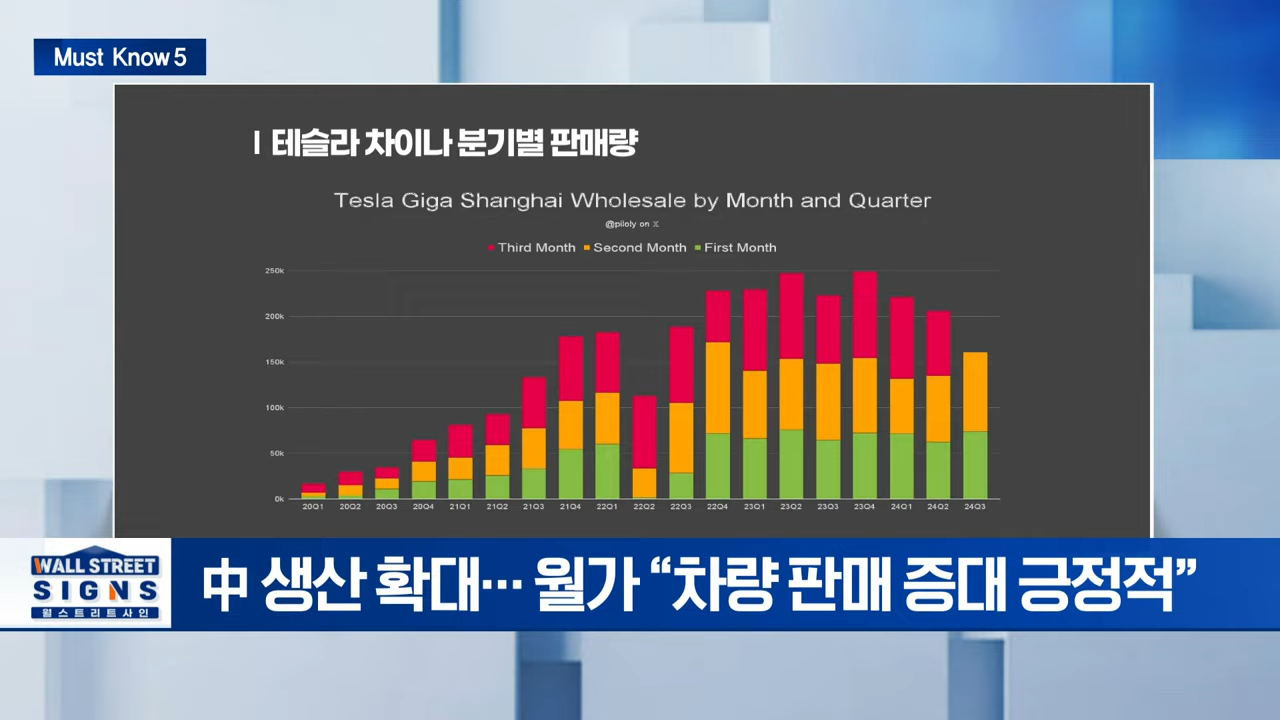 Must Know 5
테슬라 차이나 분기별 판매량
Tesla Giga Shanghai Wholesale by Month and Quarter
@piloly on X
Third Month Second Month First Month
250k
200k
150k
100k
50k
0k
20Q1 20Q2 20Q3 20Q4 21Q1 21Q2 21Q3 21Q4 22Q1 22Q2 22Q3 22Q4 23Q1 23Q2 23Q3 23Q4 24Q1 24Q2 24Q3
WALL STREET
SIGNS
월스트리트사인
中 생산 확대… 월가 “차량 판매 증대 긍정적”